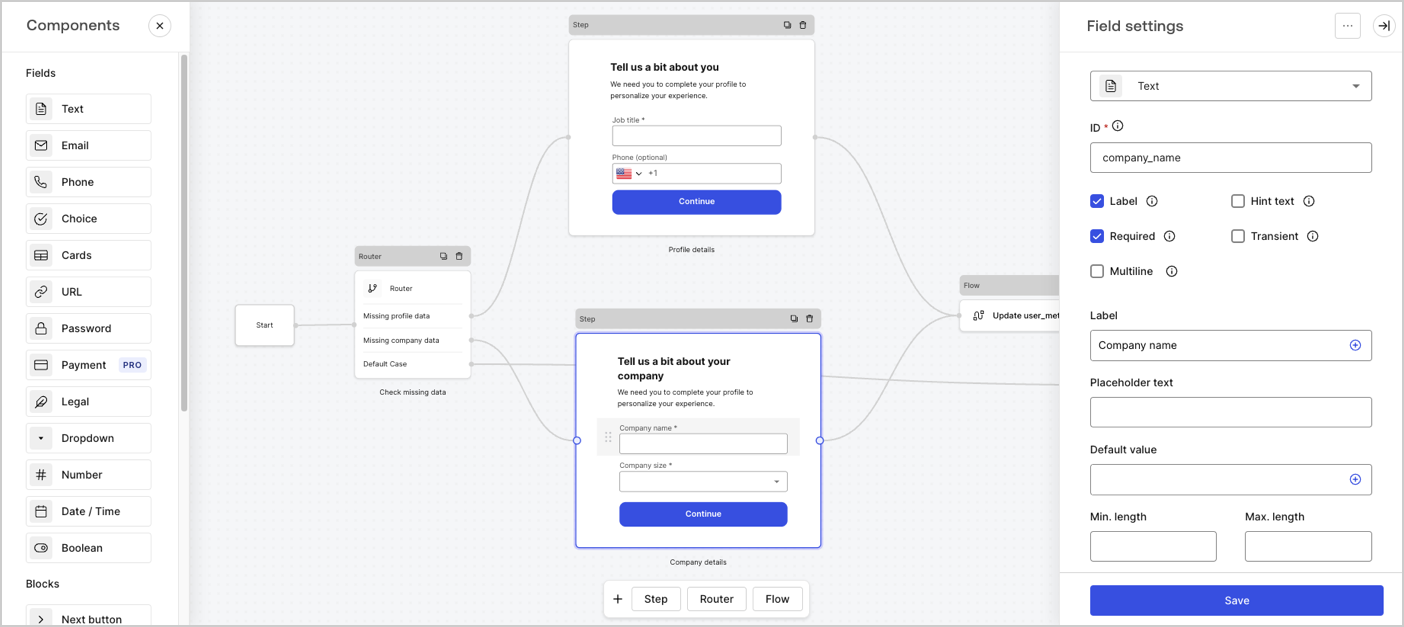 Components
Fields
Text
Email
Phone
Choice
Cards
URL
Password
Payment PRO
Legal
Dropdown
Number
Date / Time
Boolean
Blocks
Next button
Start
Router
Router
Missing profile data
Missing company data
Default Case
Check missing data
Step
Tell us a bit about you
We need you to complete your profile to
personalize your experience.
Job title *
Phone (optional)
+1
Continue
Profile details
Step
Tell us a bit about your
company
We need you to complete your profile to
personalize your experience.
Company name *
Company size *
Continue
Company details
Flow
Update user_met
+ Step Router Flow
Field settings
Text
ID *
company_name
Label Hint text
Required Transient
Multiline
Label
Company name
Placeholder text
Default value
Min. length Max. length
Save